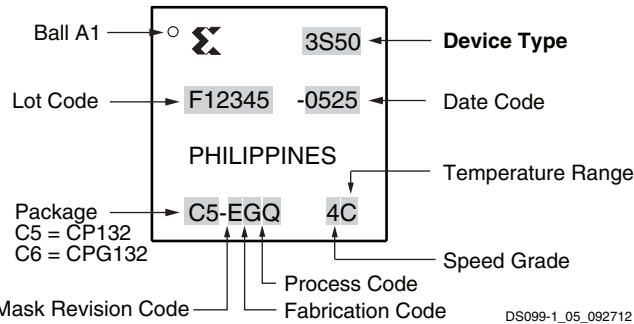 Ball A1
3S50
Device Type
Lot Code
F12345
-0525
Date Code
PHILIPPINES
Temperature Range
Package
C5-EGQ
4C
C5 = CP132
C6 = CPG132
Speed Grade
Process Code
Mask Revision Code
Fabrication Code
DS099-1_05_092712